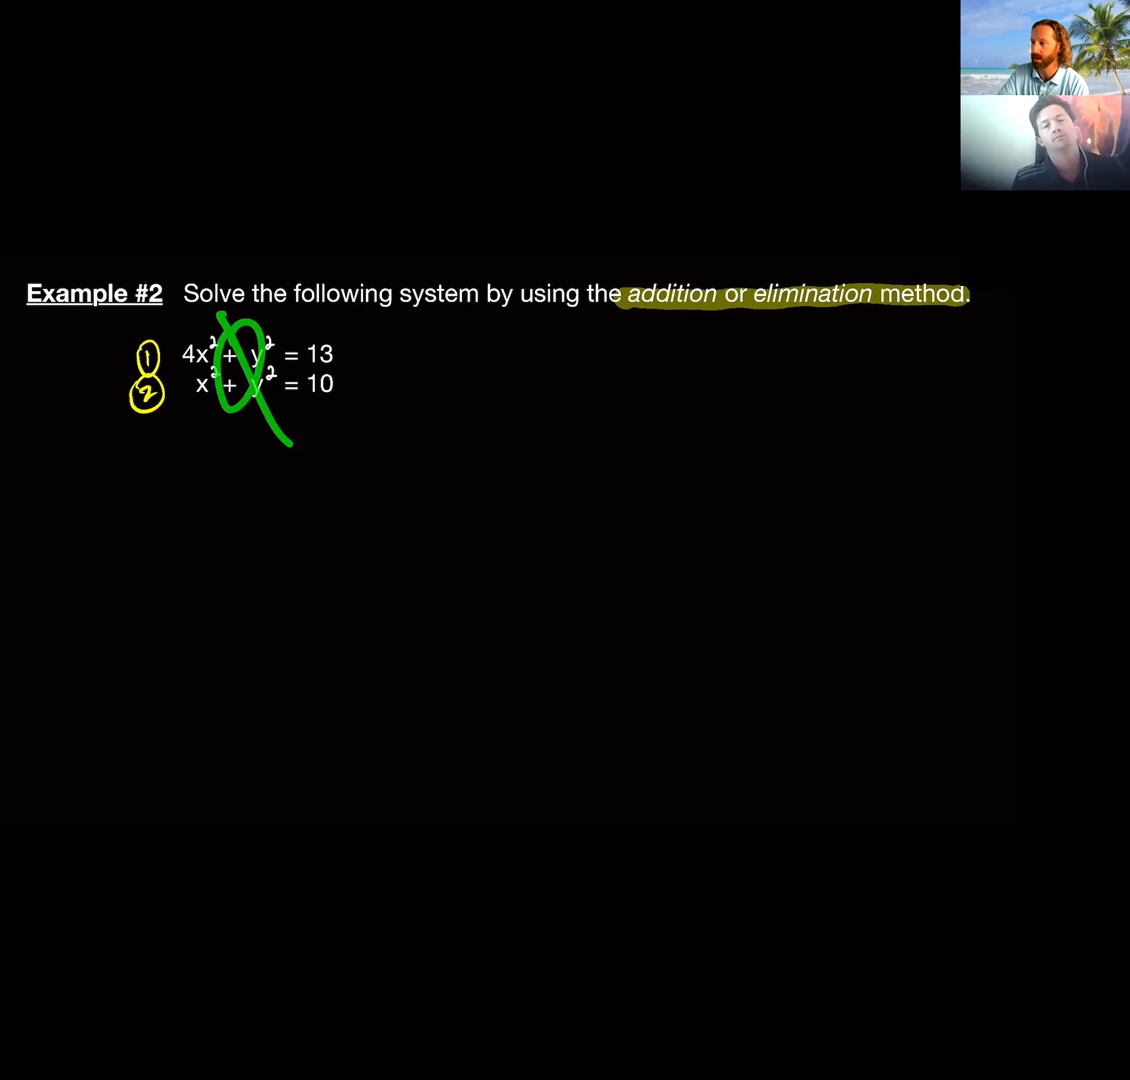 Example #2 Solve the following system by using the addition or elimination method.
① 4x² + y² = 13
② x² + y² = 10